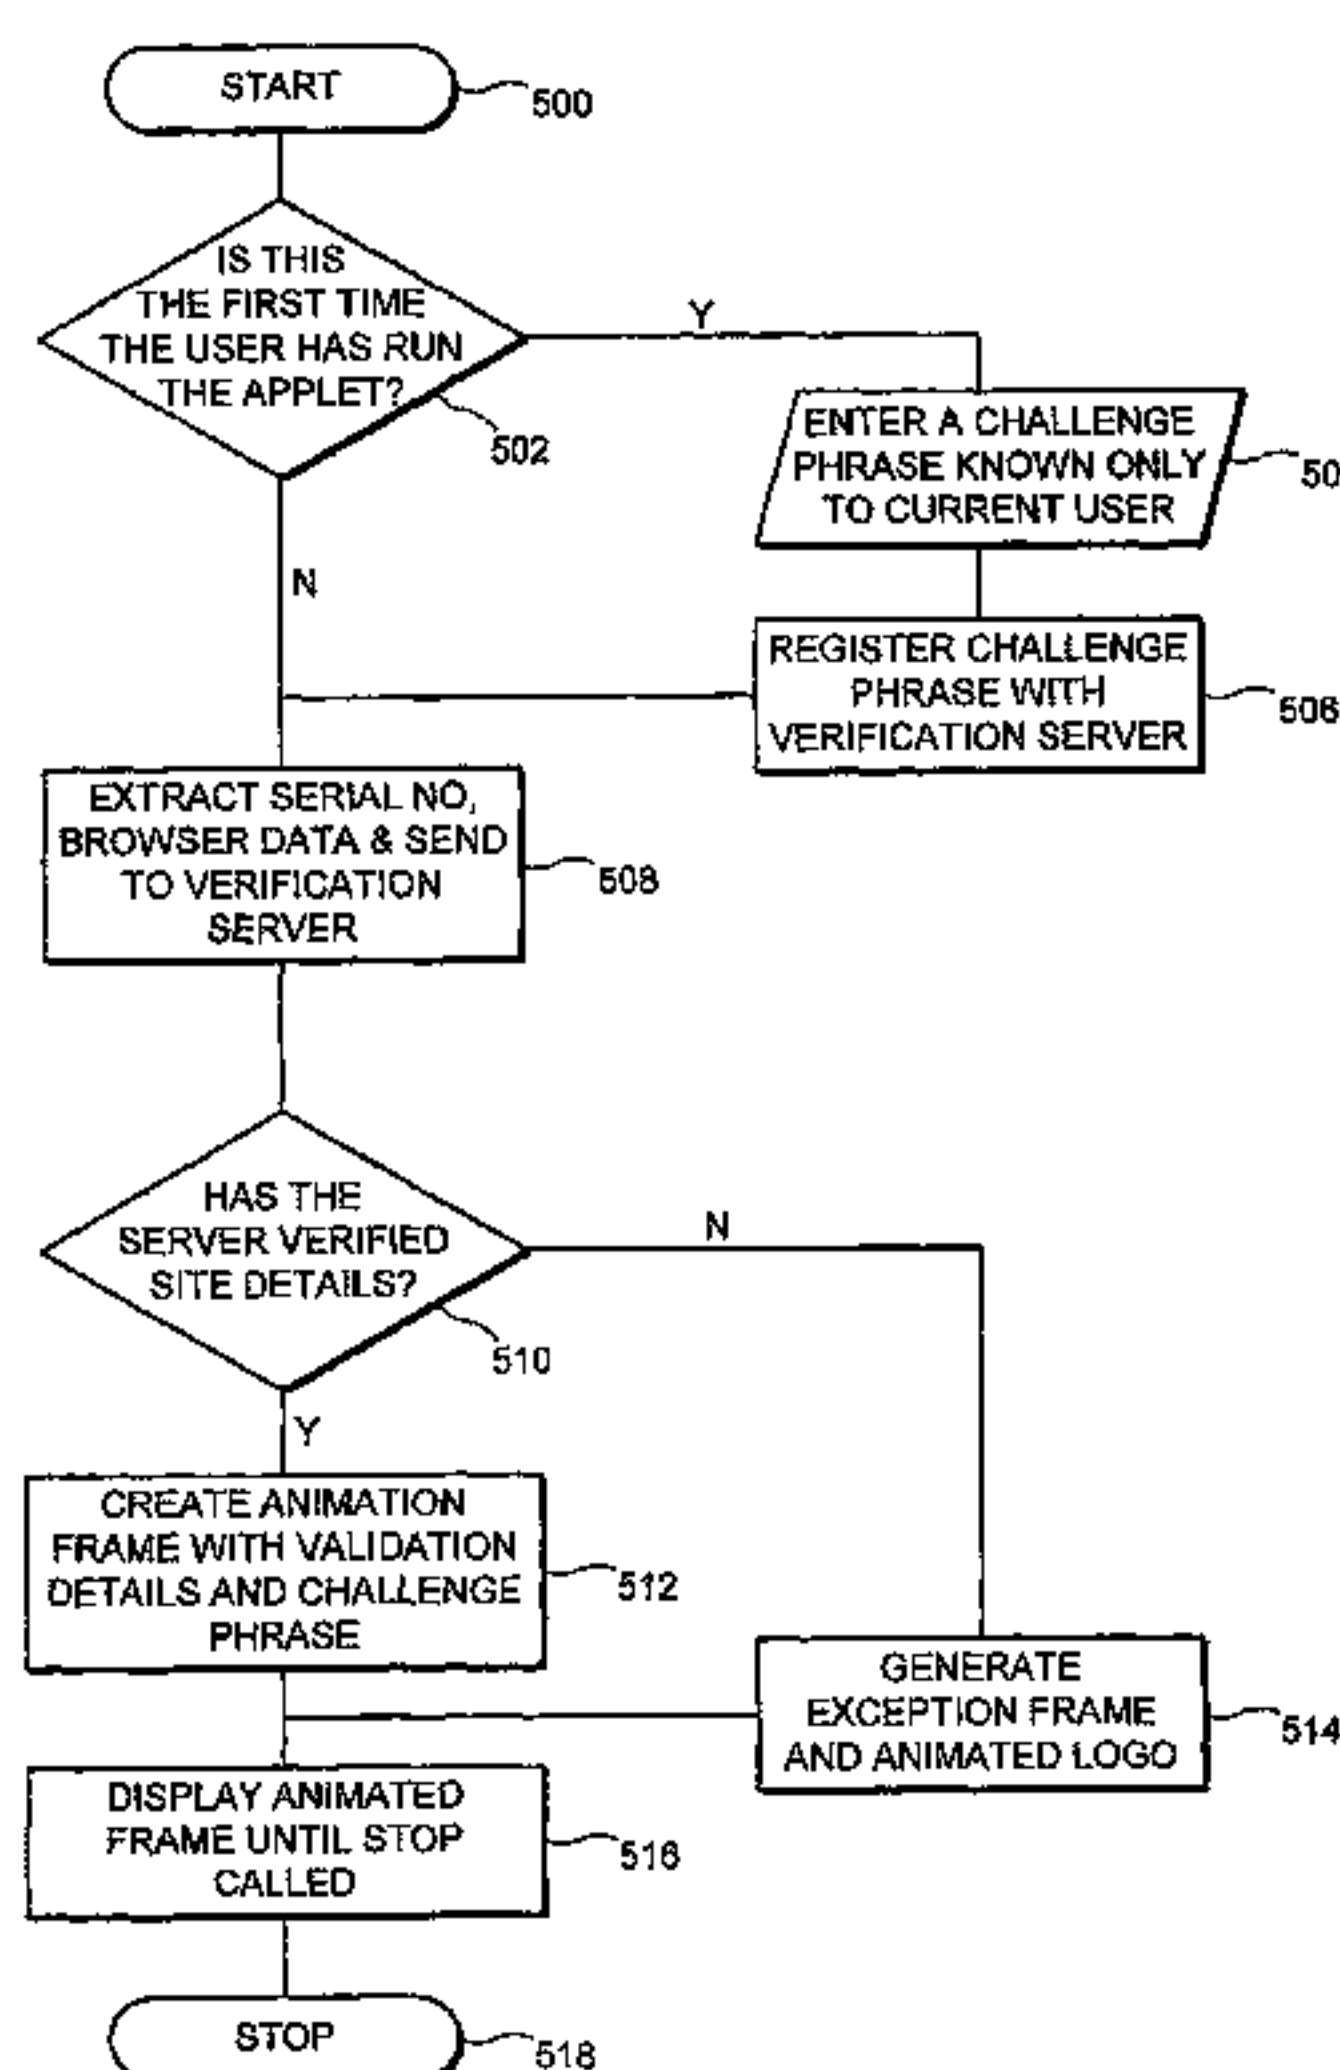 START
500
IS THIS
THE FIRST TIME
THE USER HAS RUN
THE APPLET?
502
Y
ENTER A CHALLENGE
PHRASE KNOWN ONLY
TO CURRENT USER
50
N
REGISTER CHALLENGE
PHRASE WITH
VERIFICATION SERVER
506
EXTRACT SERIAL NO,
BROWSER DATA & SEND
TO VERIFICATION
SERVER
508
HAS THE
SERVER VERIFIED
SITE DETAILS?
510
N
Y
CREATE ANIMATION
FRAME WITH VALIDATION
DETAILS AND CHALLENGE
PHRASE
512
GENERATE
EXCEPTION FRAME
AND ANIMATED LOGO
514
DISPLAY ANIMATED
FRAME UNTIL STOP
CALLED
516
STOP
518